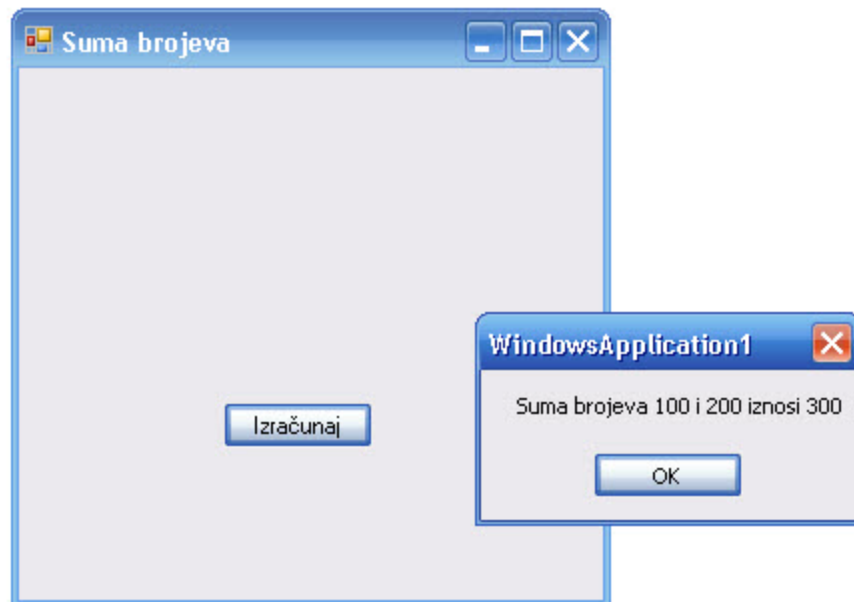 Suma brojeva
WindowsApplication1
Suma brojeva 100 i 200 iznosi 300
Izračunaj
OK